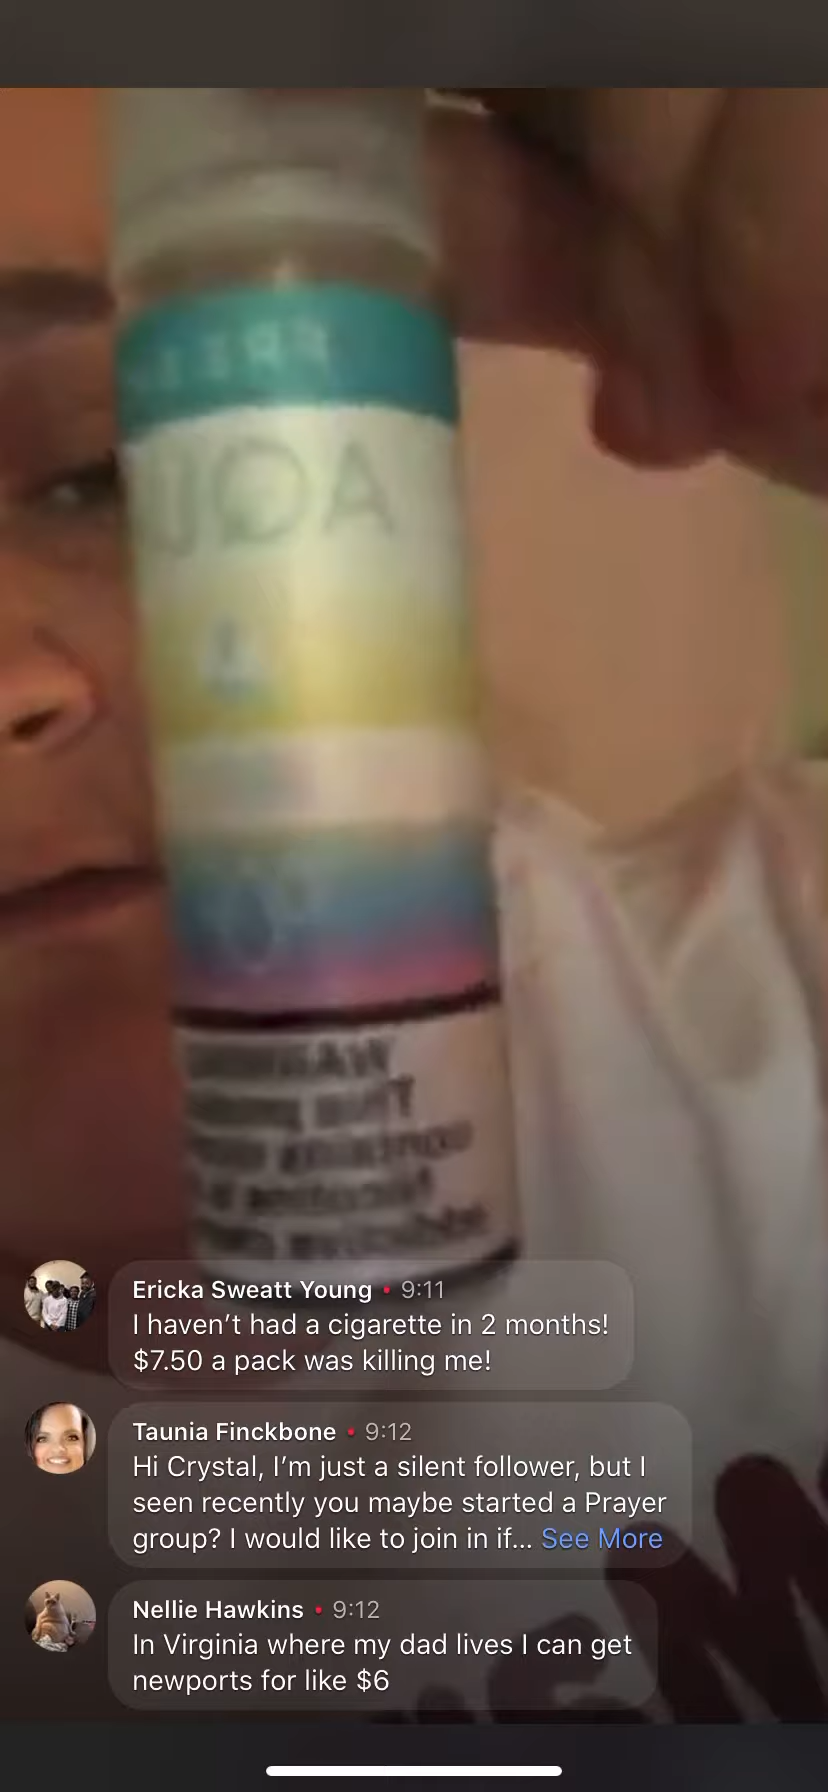 AQU
WARNING
This
Ericka Sweatt Young • 9:11
I haven’t had a cigarette in 2 months!
$7.50 a pack was killing me!
Taunia Finckbone • 9:12
Hi Crystal, I’m just a silent follower, but I
seen recently you maybe started a Prayer
group? I would like to join in if... See More
Nellie Hawkins • 9:12
In Virginia where my dad lives I can get
newports for like $6